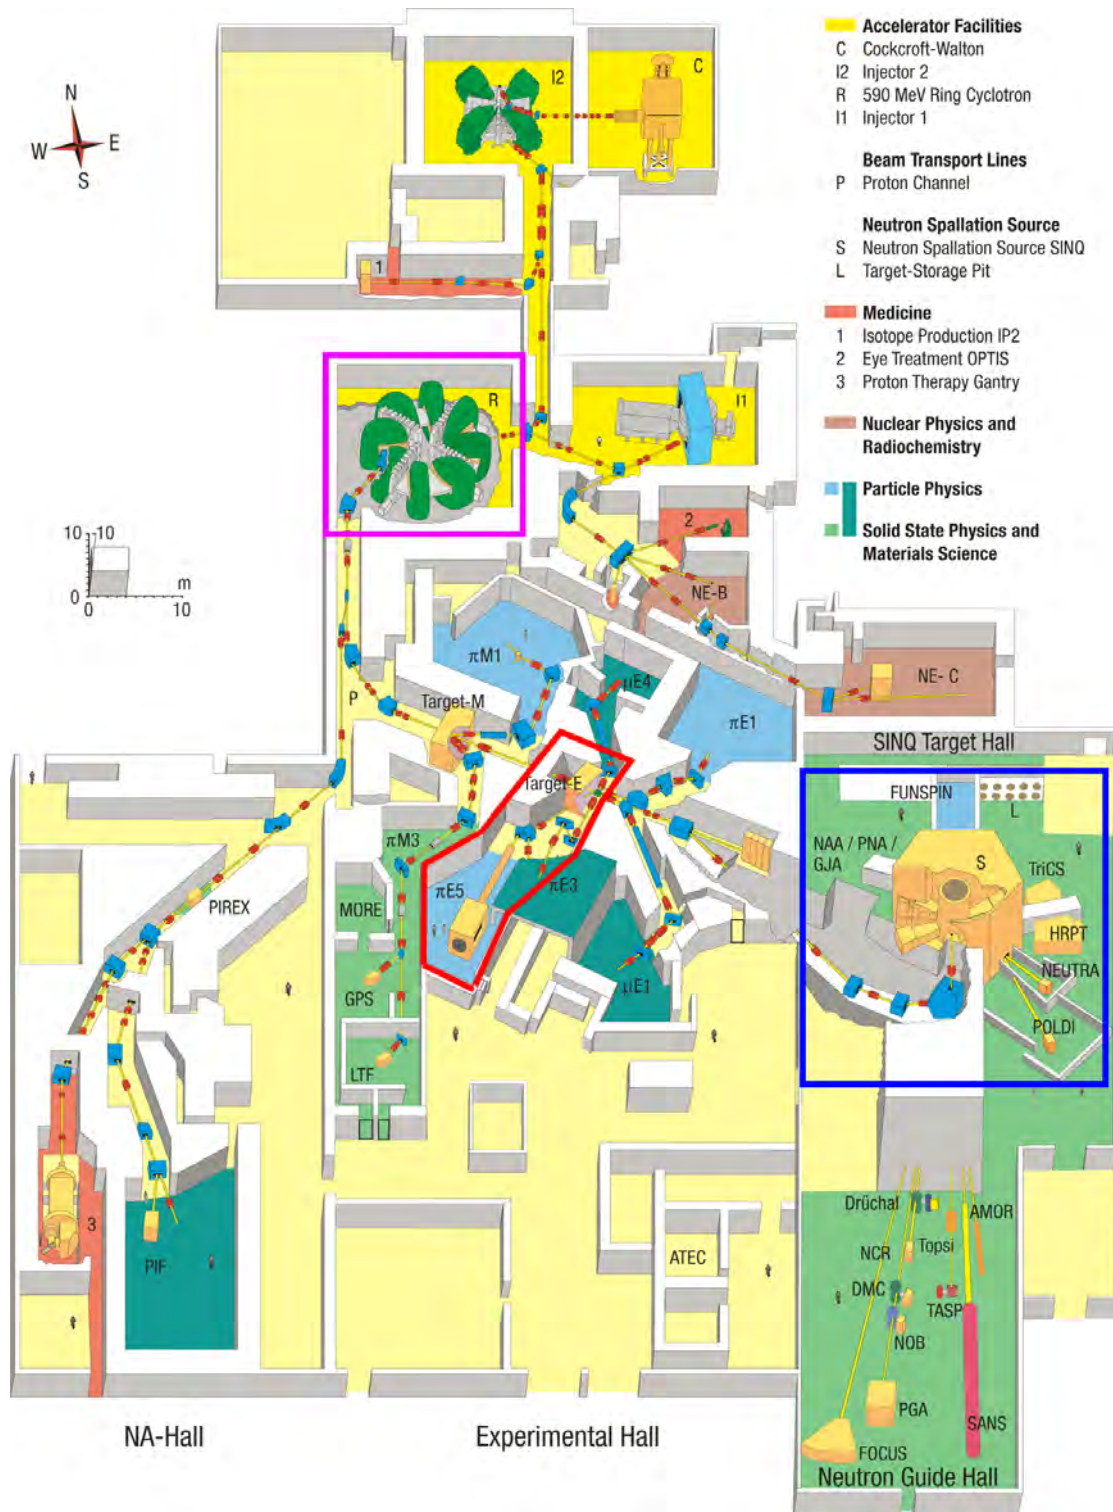 Accelerator Facilities
C Cockcroft-Walton
I2 Injector 2
R 590 MeV Ring Cyclotron
I1 Injector 1
Beam Transport Lines
P Proton Channel
Neutron Spallation Source
S Neutron Spallation Source SINQ
L Target-Storage Pit
Medicine
1 Isotope Production IP2
2 Eye Treatment OPTIS
3 Proton Therapy Gantry
Nuclear Physics and
Radiochemistry
Particle Physics
Solid State Physics and
Materials Science
N
W E
S
I2
C
1
R
I1
10 10
0
m
0 10
2
NE-B
πM1
μE4
NE- C
P
Target-M
πE1
SINQ Target Hall
Target-E
FUNSPIN
L
πM3
NAA / PNA /
GJA
S
TriCS
πE5
πE3
MORE
PIREX
HRPT
NEUTRA
GPS
μE1
POLDI
LTF
3
PIF
Drüchal
AMOR
NCR
Topsi
ATEC
DMC
TASP
NOB
PGA
SANS
FOCUS
NA-Hall
Experimental Hall
Neutron Guide Hall